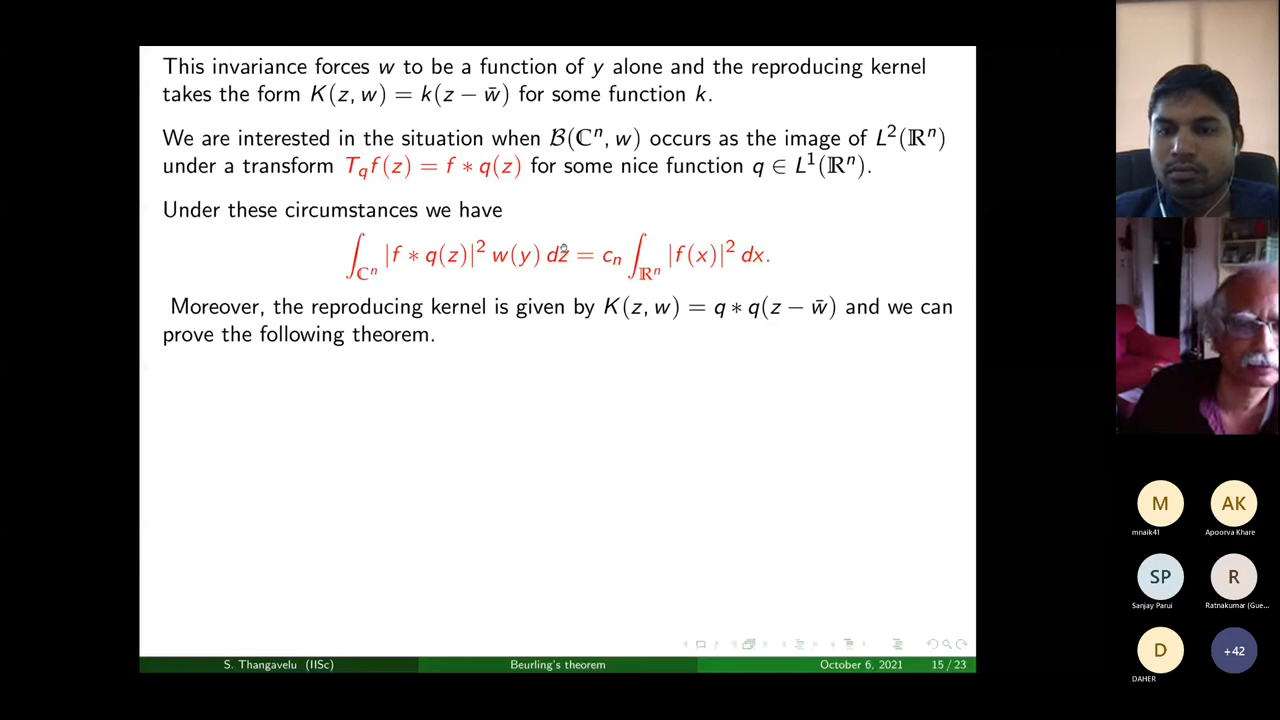 This invariance forces w to be a function of y alone and the reproducing kernel
takes the form K(z, w) = k(z − w̄) for some function k.
We are interested in the situation when ℬ(ℂⁿ, w) occurs as the image of L²(ℝⁿ)
under a transform T_q f(z) = f ∗ q(z) for some nice function q ∈ L¹(ℝⁿ).
Under these circumstances we have
∫_ℂⁿ |f ∗ q(z)|² w(y) dz = cₙ ∫_ℝⁿ |f(x)|² dx.
Moreover, the reproducing kernel is given by K(z, w) = q ∗ q(z − w̄) and we can
prove the following theorem.
S. Thangavelu (IISc) Beurling's theorem October 6, 2021 15 / 23
M AK
mnaik41 Apoorva Khare
SP R
Sanjay Parui Ratnakumar (Gue...
D +42
DAHER